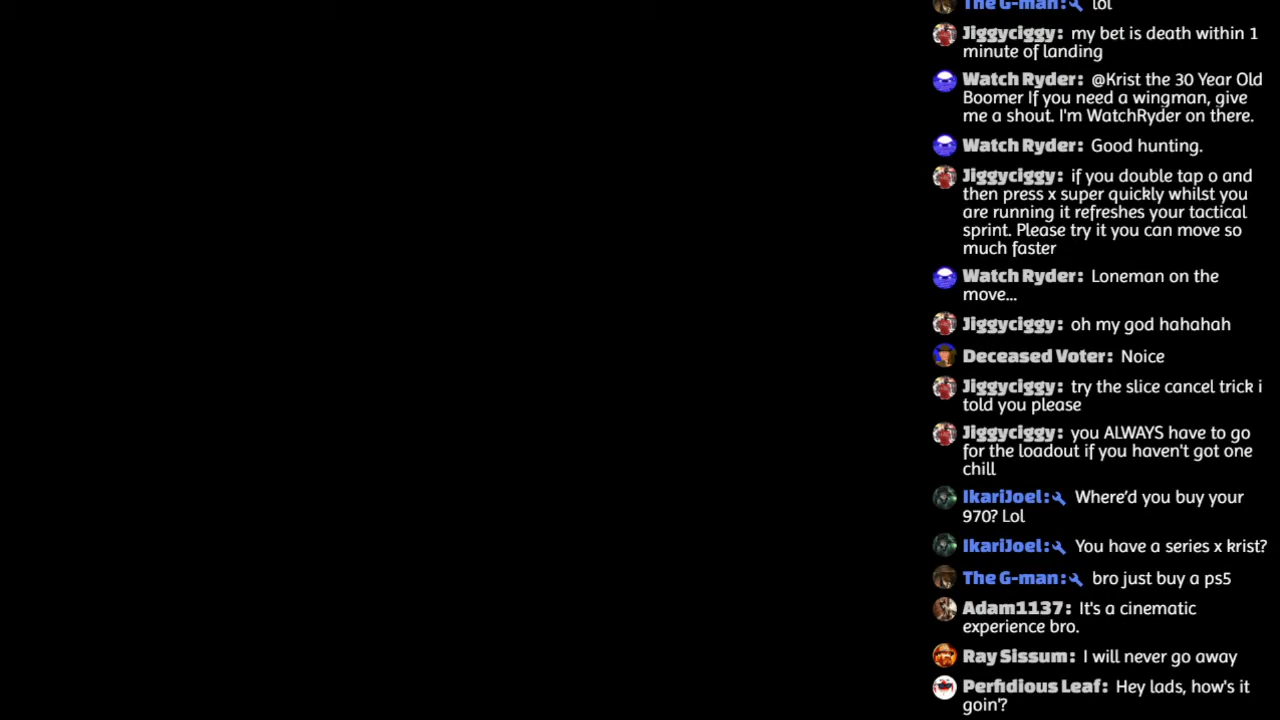 The G-man: lol
Jiggyciggy: my bet is death within 1
minute of landing
Watch Ryder: @Krist the 30 Year Old
Boomer If you need a wingman, give
me a shout. I'm WatchRyder on there.
Watch Ryder: Good hunting.
Jiggyciggy: if you double tap o and
then press x super quickly whilst you
are running it refreshes your tactical
sprint. Please try it you can move so
much faster
Watch Ryder: Loneman on the
move...
Jiggyciggy: oh my god hahahah
Deceased Voter: Noice
Jiggyciggy: try the slice cancel trick i
told you please
Jiggyciggy: you ALWAYS have to go
for the loadout if you haven't got one
chill
IkariJoel: Where'd you buy your
970? Lol
IkariJoel: You have a series x krist?
The G-man: bro just buy a ps5
Adam1137: It's a cinematic
experience bro.
Ray Sissum: I will never go away
Perfidious Leaf: Hey lads, how's it
goin'?